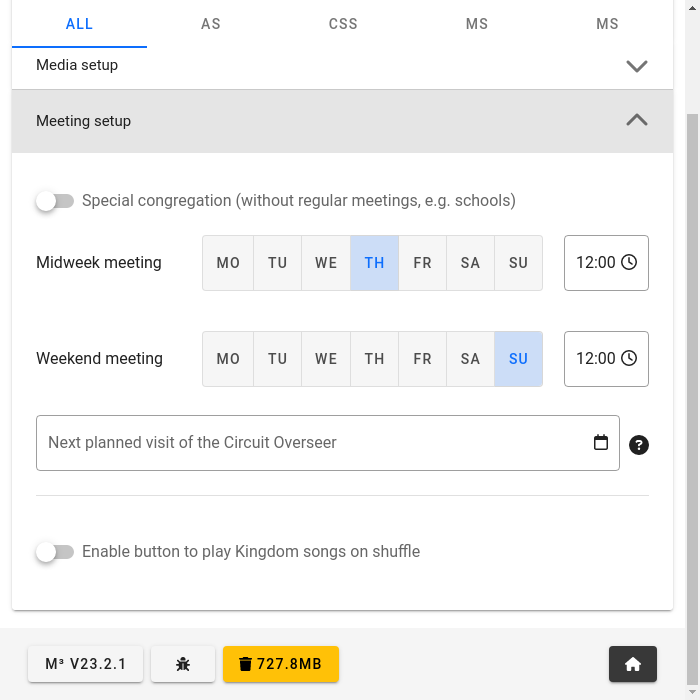 ALL AS CSS MS MS
Media setup
Meeting setup
Special congregation (without regular meetings, e.g. schools)
Midweek meeting MO TU WE TH FR SA SU 12:00
Weekend meeting MO TU WE TH FR SA SU 12:00
Next planned visit of the Circuit Overseer ?
Enable button to play Kingdom songs on shuffle
M³ V23.2.1 727.8MB